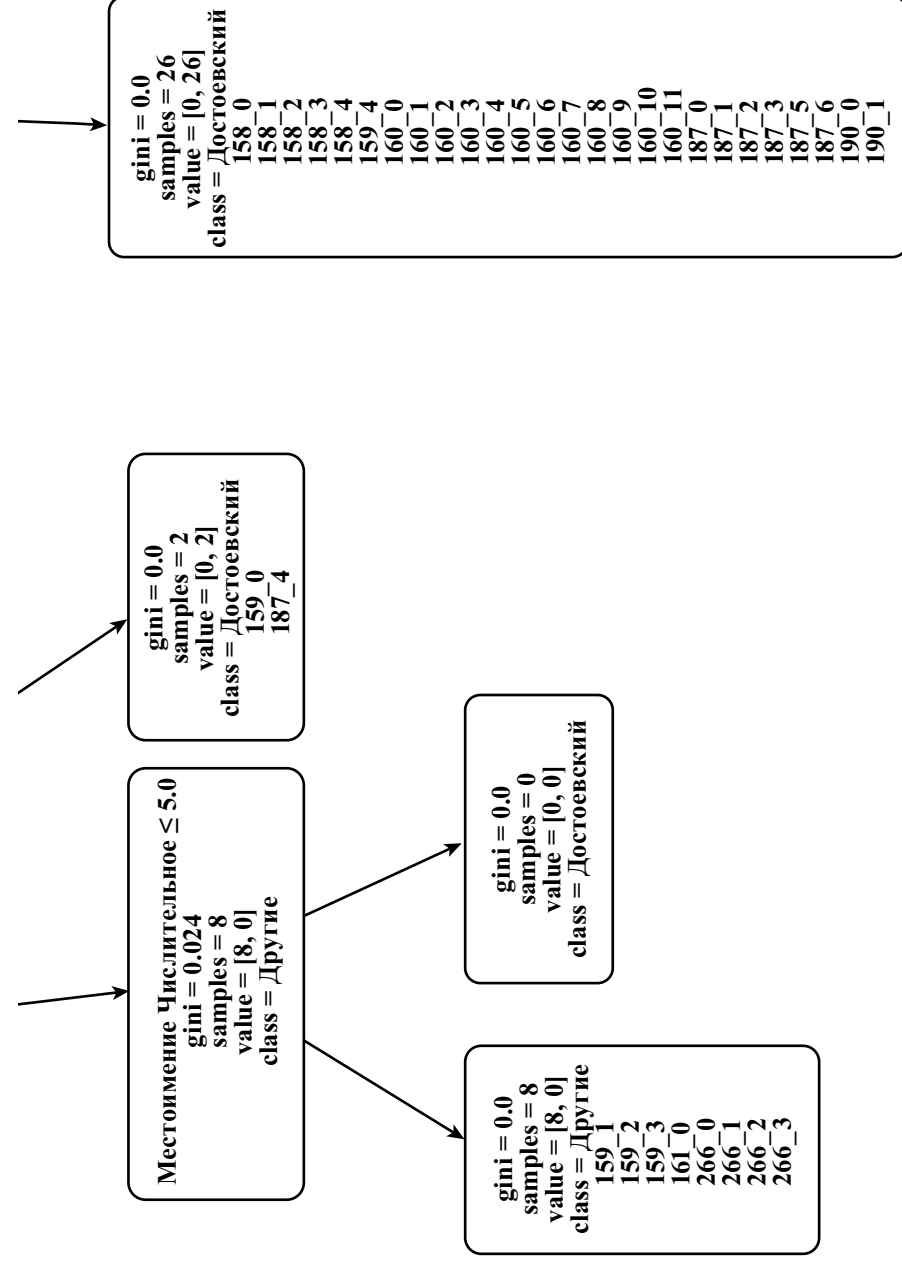 Местоимение Числительное ≤ 5.0
gini = 0.024
samples = 8
value = [8, 0]
class = Другие
gini = 0.0
samples = 2
value = [0, 2]
class = Достоевский
159_0
187_4
gini = 0.0
samples = 26
value = [0, 26]
class = Достоевский
158_0
158_1
158_2
158_3
158_4
159_4
160_0
160_1
160_2
160_3
160_4
160_5
160_6
160_7
160_8
160_9
160_10
160_11
187_0
187_1
187_2
187_3
187_5
187_6
190_0
190_1
gini = 0.0
samples = 8
value = [8, 0]
class = Другие
159_1
159_2
159_3
161_0
266_0
266_1
266_2
266_3
gini = 0.0
samples = 0
value = [0, 0]
class = Достоевский